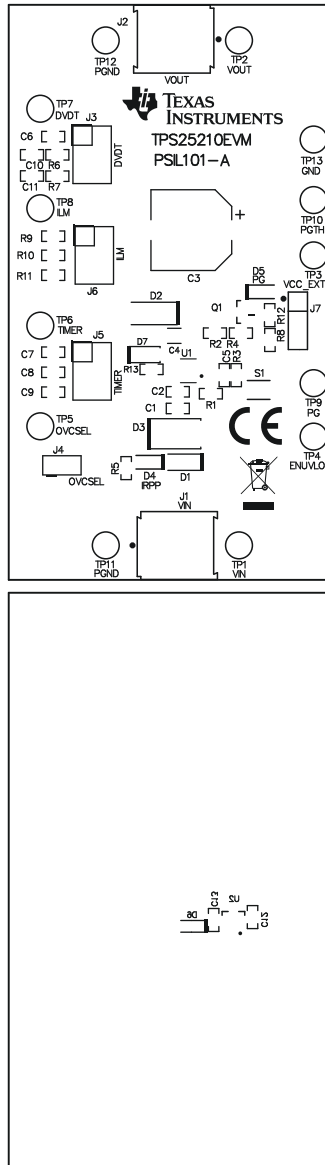 J2
TP12
PGND
VOUT
TP2
VOUT
TEXAS
INSTRUMENTS
TPS25210EVM
PSIL101-A
TP7
DVDT
J3
C6
C10
R6
C11
R7
DVDT
TP13
GND
TP8
ILM
R9
R10
R11
ILM
J6
C3
+
TP10
PGTH
TP3
VCC_EXT
D5
PG
J7
D2
Q1
R12
R8
R2
R4
C4
TP6
TIMER
J5
C7
C8
C9
TIMER
D7
R13
U1
C5
R3
C2
C1
R1
S1
TP9
PG
TP5
OVCSEL
D3
CE
TP4
ENUVLO
J4
OVCSEL
R5
D4
IRPP
D1
J1
VIN
TP11
PGND
TP1
VIN
D6
C13
U2
C12